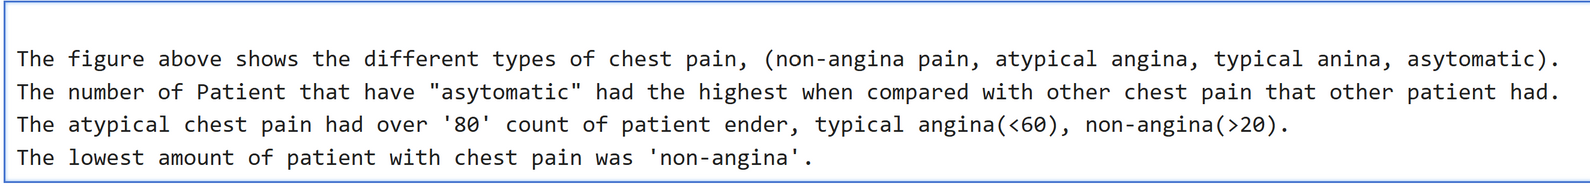 The figure above shows the different types of chest pain, (non-angina pain, atypical angina, typical anina, asytomatic).
The number of Patient that have "asytomatic" had the highest when compared with other chest pain that other patient had.
The atypical chest pain had over '80' count of patient ender, typical angina(<60), non-angina(>20).
The lowest amount of patient with chest pain was 'non-angina'.